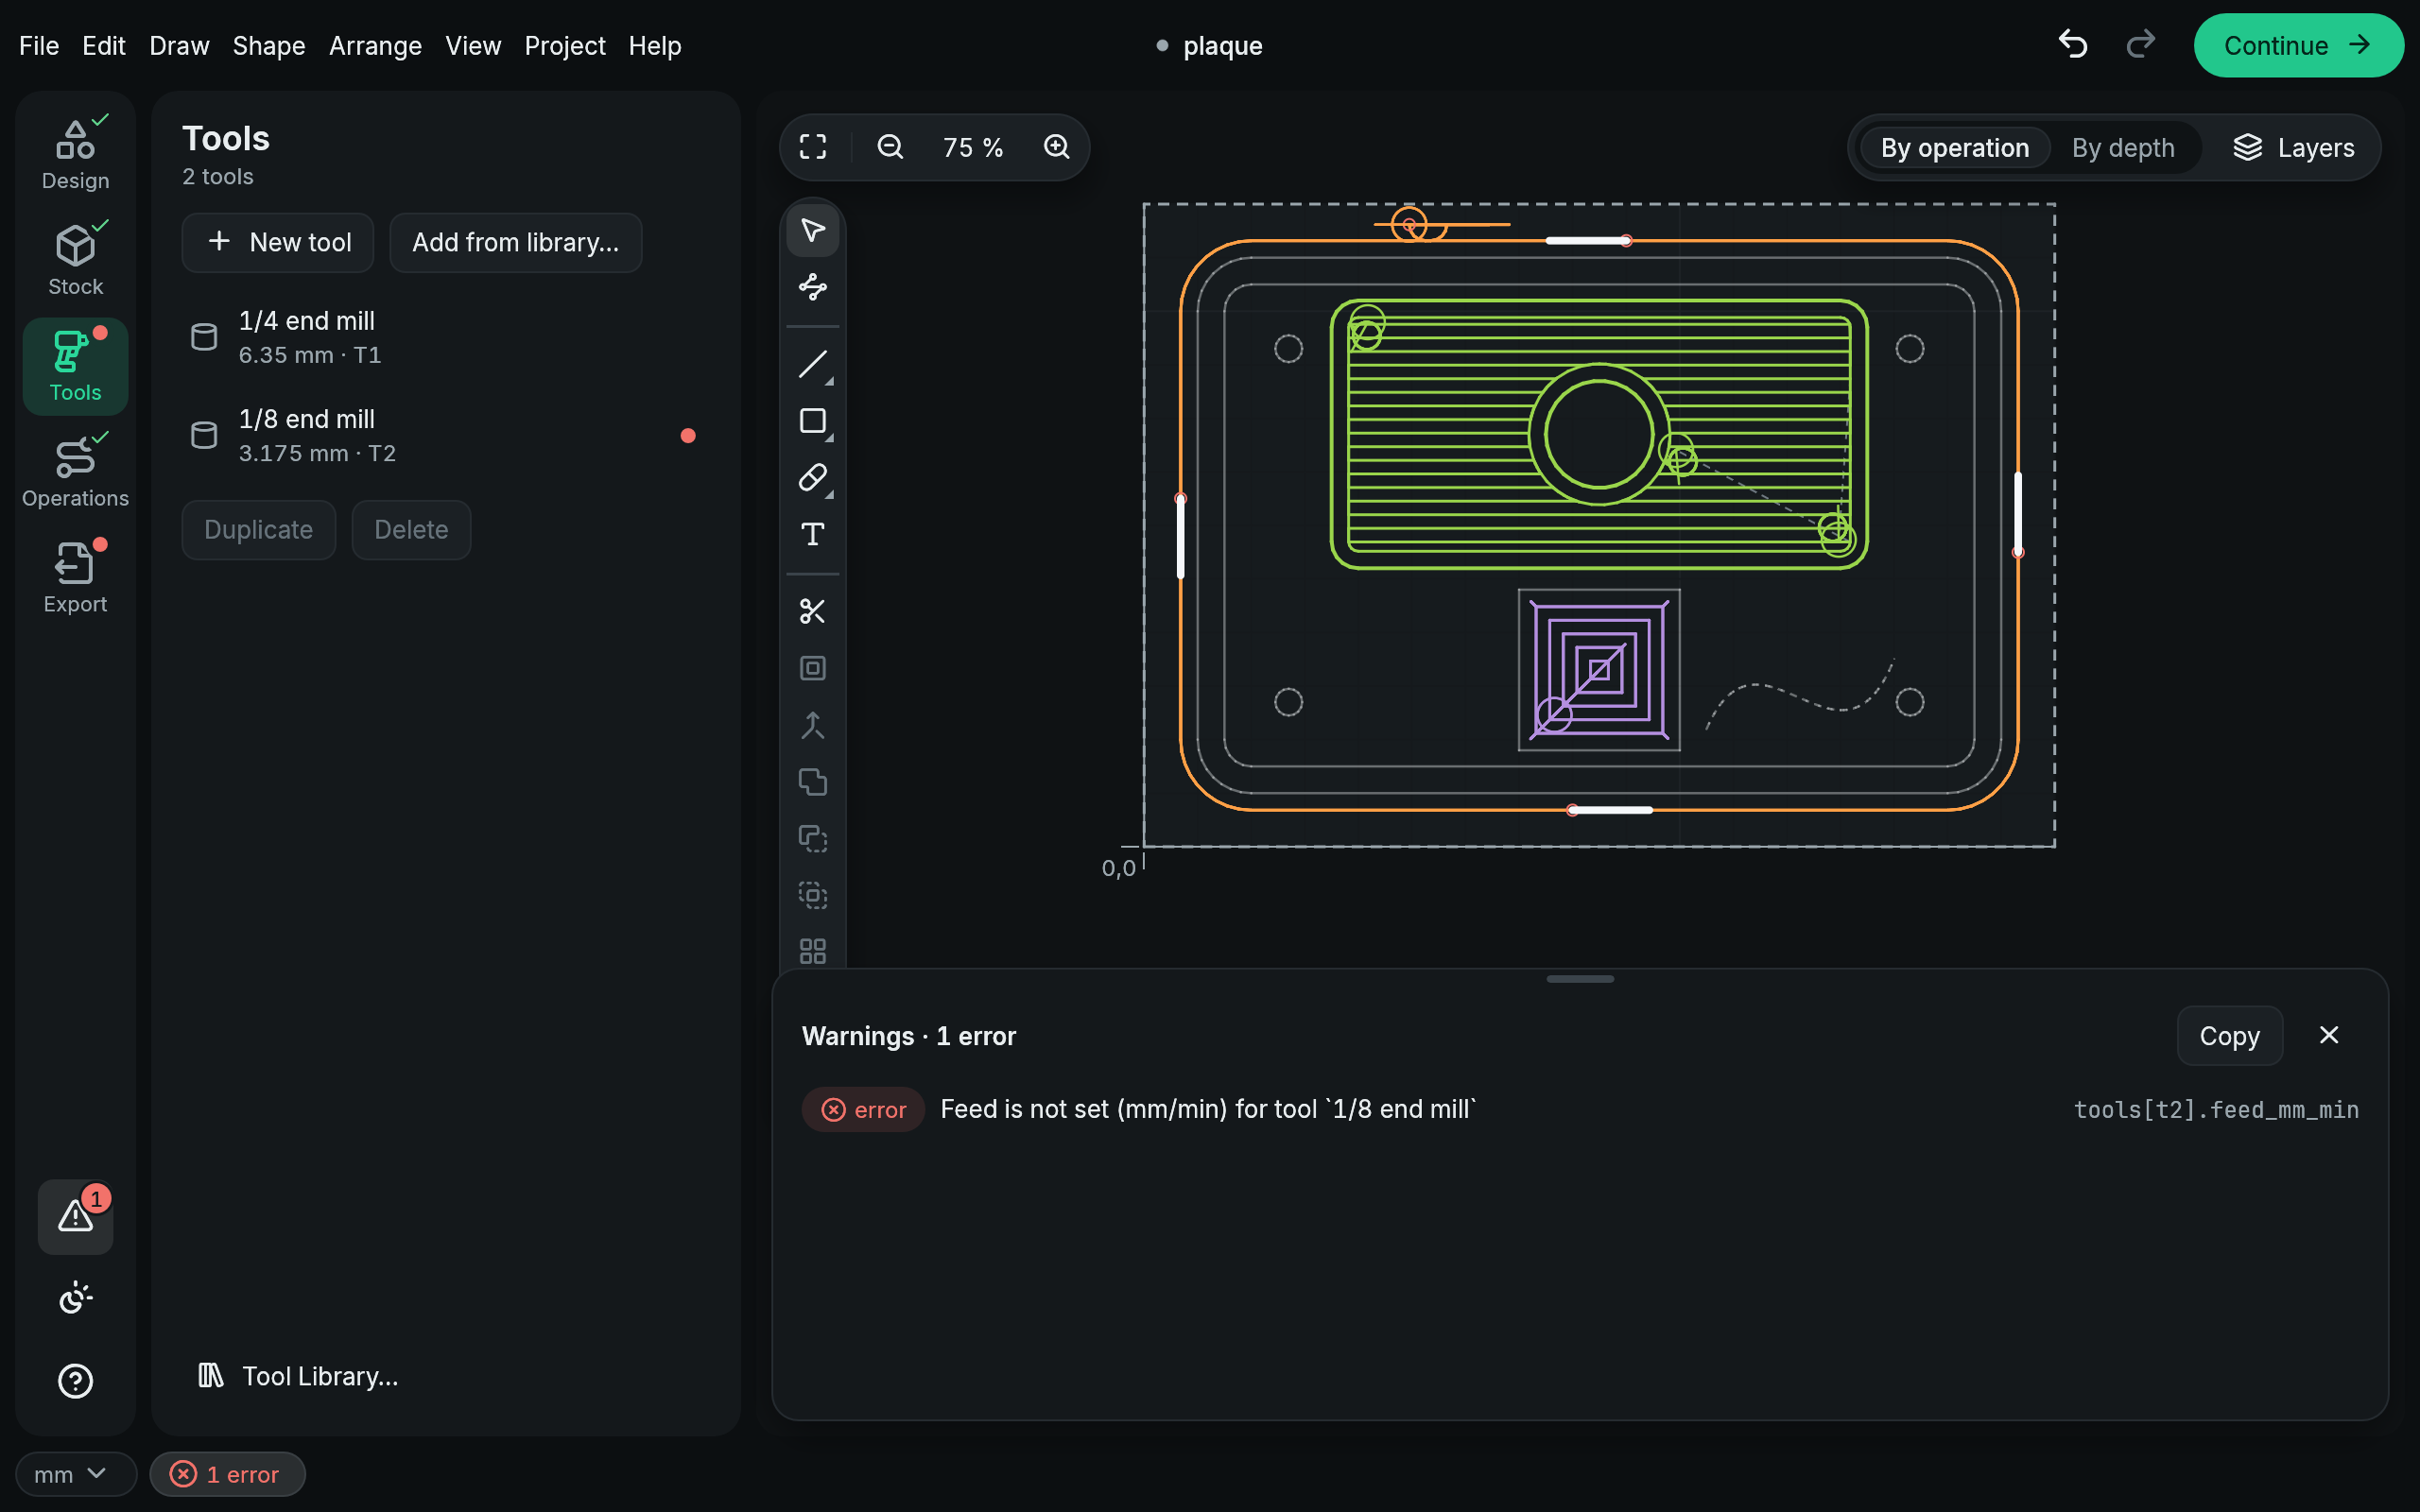 File Edit Draw Shape Arrange View Project Help
plaque
Continue
Design
Stock
Tools
Operations
Export
1
Tools
2 tools
New tool
Add from library...
1/4 end mill
6.35 mm · T1
1/8 end mill
3.175 mm · T2
Duplicate
Delete
Tool Library...
75 %
By operation
By depth
Layers
0,0
Warnings · 1 error
Copy
error
Feed is not set (mm/min) for tool `1/8 end mill`
tools[t2].feed_mm_min
mm
1 error